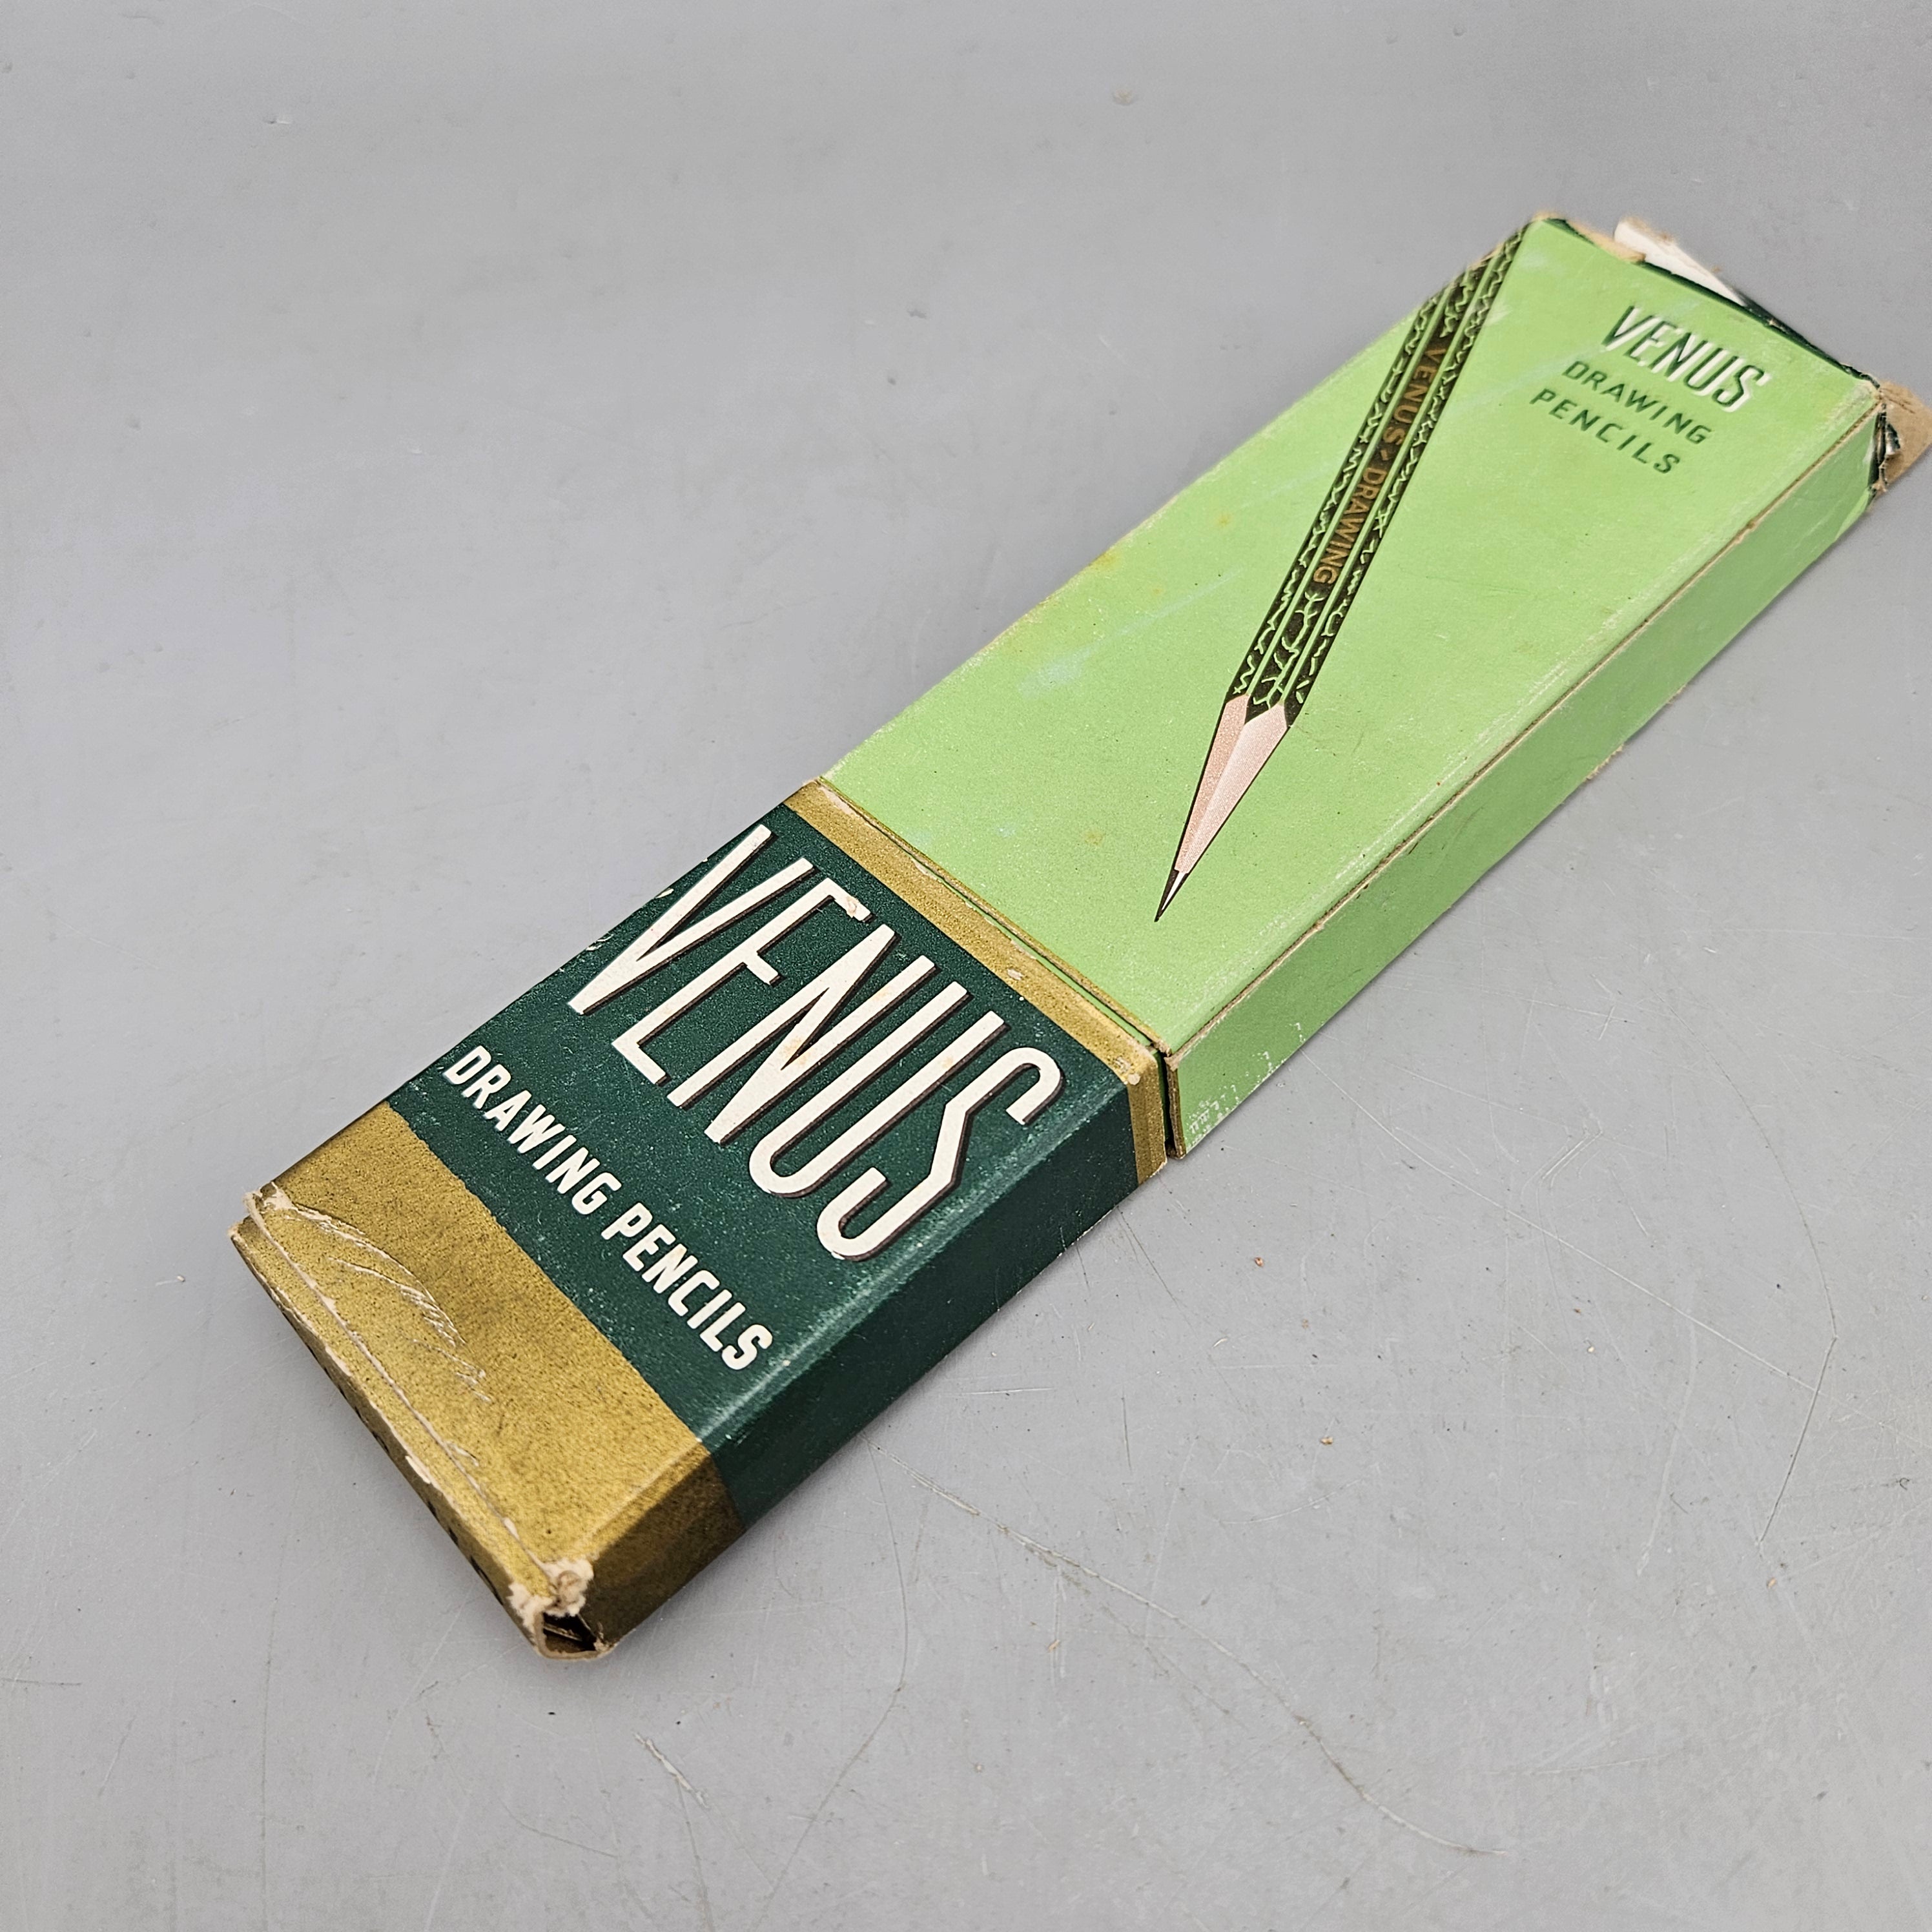 VENUS
DRAWING
PENCILS
VENUS DRAWING
VENUS
DRAWING PENCILS